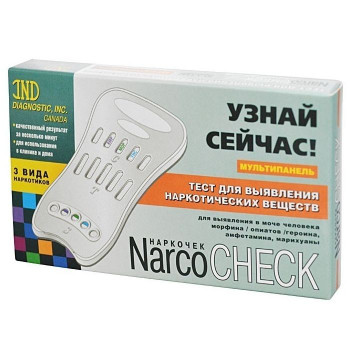 IND
DIAGNOSTIC, INC.
CANADA
•качественный результат
за несколько минут
•для использования
в клинике и дома
3 ВИДА
НАРКОТИКОВ
УЗНАЙ
СЕЙЧАС!
МУЛЬТИПАНЕЛЬ
ТЕСТ ДЛЯ ВЫЯВЛЕНИЯ
НАРКОТИЧЕСКИХ ВЕЩЕСТВ
для выявления в моче человека
морфина / опиатов /героина,
амфетамина, марихуаны
НАРКОЧЕК
NarcoCHECK